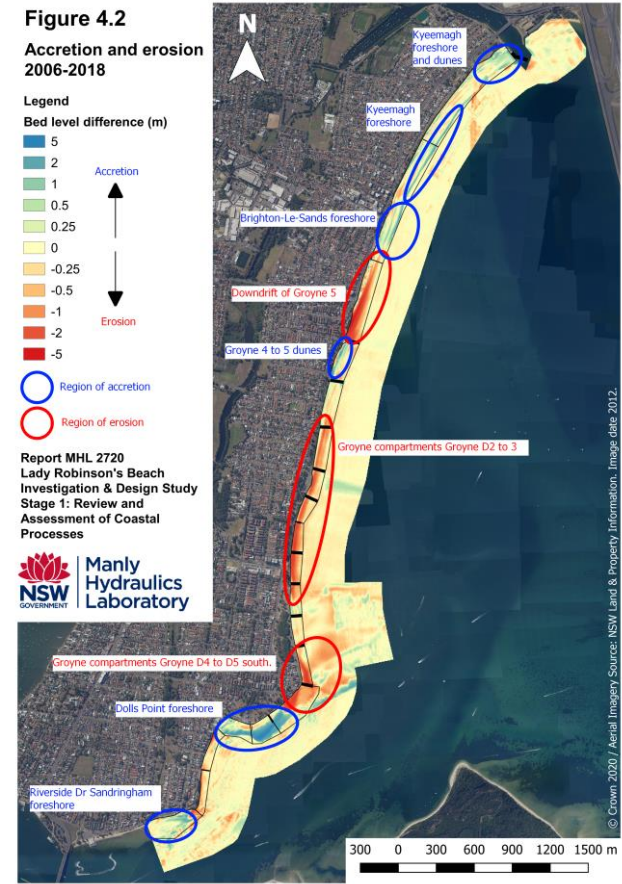 Figure 4.2
Accretion and erosion
2006-2018
Legend
Bed level difference (m)
5
2
1
0.5
0.25
0
-0.25
-0.5
-1
-2
-5
Accretion
Erosion
Region of accretion
Region of erosion
Report MHL 2720
Lady Robinson's Beach
Investigation & Design Study
Stage 1: Review and
Assessment of Coastal
Processes
NSW
GOVERNMENT
Manly
Hydraulics
Laboratory
N
Kyeemagh
foreshore
and dunes
Kyeemagh
foreshore
Brighton-Le-Sands foreshore
Downdrift of Groyne 5
Groyne 4 to 5 dunes
Groyne compartments Groyne D2 to 3
Groyne compartments Groyne D4 to D5 south.
Dolls Point foreshore
Riverside Dr Sandringham
foreshore
© Crown 2020 / Aerial Imagery Source: NSW Land & Property Information. Image date 2012.
300 0 300 600 900 1200 1500 m